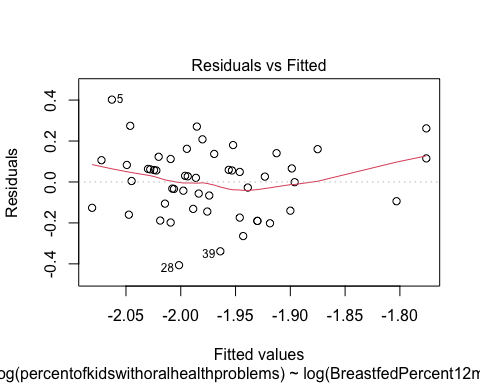 Residuals vs Fitted
Residuals
0.4
0.2
0.0
-0.2
-0.4
5
39
28
-2.05 -2.00 -1.95 -1.90 -1.85 -1.80
Fitted values
og(percentofkidswithoralhealthproblems) ~ log(BreastfedPercent12m